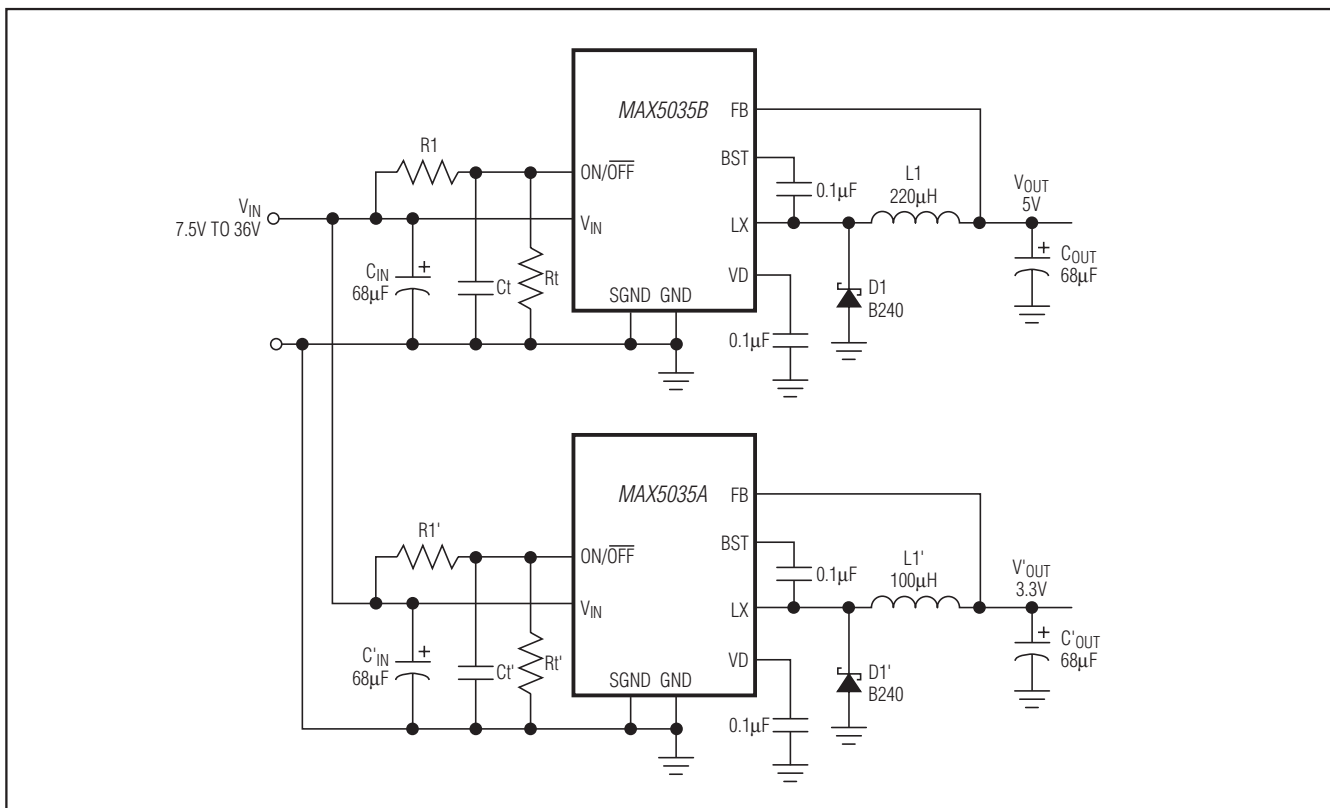 MAX5035B
FB
BST
R1
ON/OFF
0.1μF
L1
220μH
VOUT
5V
VIN
7.5V TO 36V
VIN
LX
CIN
68μF
Ct
Rt
VD
SGND GND
D1
B240
COUT
68μF
0.1μF
MAX5035A
FB
BST
R1'
ON/OFF
0.1μF
L1'
100μH
V'OUT
3.3V
VIN
LX
C'IN
68μF
Ct'
Rt'
VD
SGND GND
D1'
B240
C'OUT
68μF
0.1μF